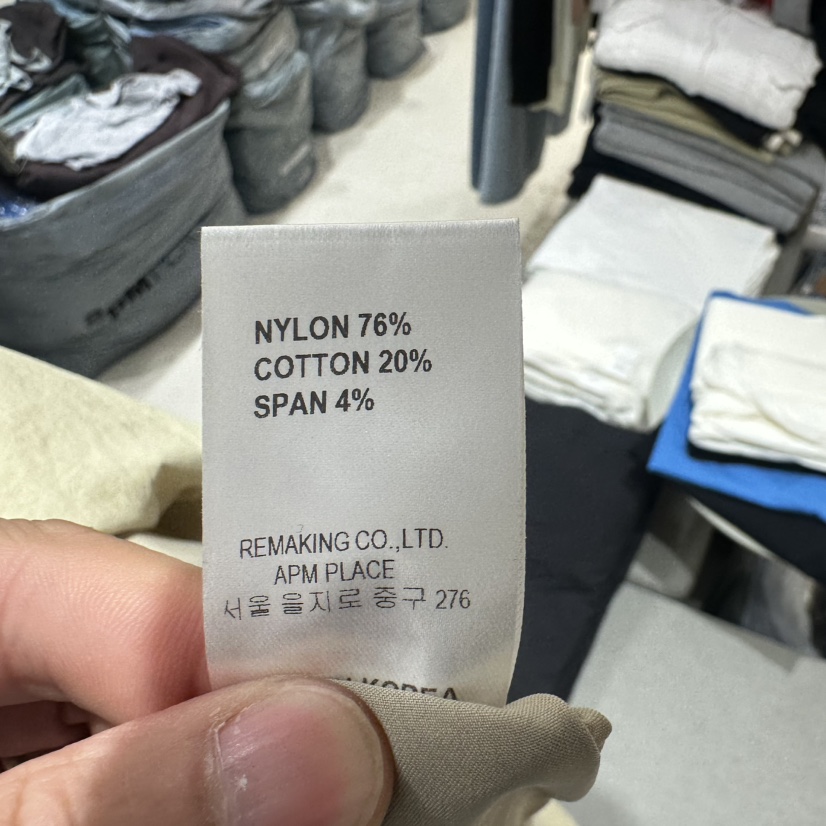 NYLON 76%
COTTON 20%
SPAN 4%
REMAKING CO.,LTD.
APM PLACE
서울 을지로 중구 276
KOREA